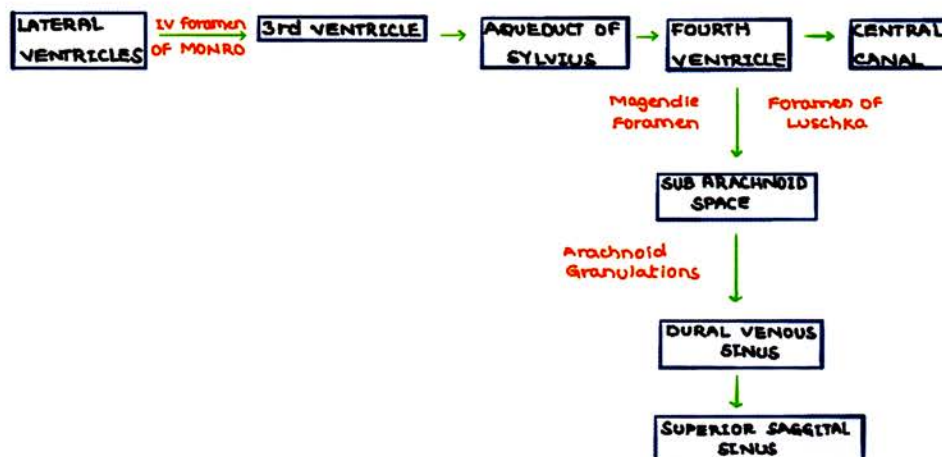 LATERAL
VENTRICLES
IV foramen
OF MONRO
3rd VENTRICLE
AQUEDUCT OF
SYLVIUS
FOURTH
VENTRICLE
CENTRAL
CANAL
Magendie
Foramen
Foramen of
Luschka
SUB ARACHNOID
SPACE
Arachnoid
Granulations
DURAL VENOUS
SINUS
SUPERIOR SAGGITAL
SINUS